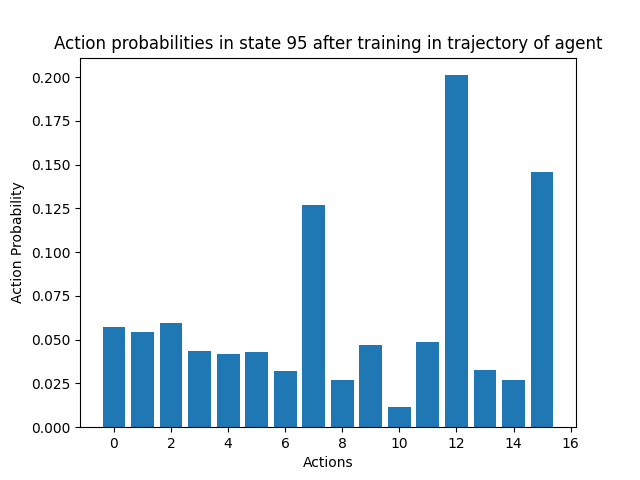 Action probabilities in state 95 after training in trajectory of agent
0.200
0.175
0.150
0.125
0.100
0.075
0.050
0.025
0.000
Action Probability
0 2 4 6 8 10 12 14 16
Actions